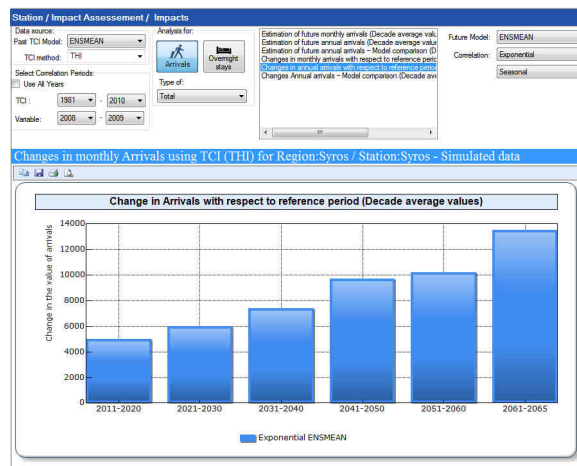 Station / Impact Assessement / Impacts
Data source:
Past TCI Model: ENSMEAN
TCI method: THI
Select Correlation Periods:
Use All Years
TCI : 1981 - 2010
Variable: 2008 - 2009
Analysis for:
Arrivals
Overnight stays
Type of:
Total
Estimation of future monthly arrivals (Decade average val
Estimation of future annual arrivals (Decade average value
Estimation of future annual arrivals - Model comparison (D
Changes in monthly arrivals with respect to reference peric
Changes in annual arrivals with respect to reference perio
Changes Annual arrivals - Model comparison (Decade ave
Future Model: ENSMEAN
Correlation: Exponential
Seasonal
Changes in monthly Arrivals using TCI (THI) for Region:Syros / Station:Syros - Simulated data
Change in Arrivals with respect to reference period (Decade average values)
Change in the value of arrivals
14000
12000
10000
8000
6000
4000
2000
0
2011-2020
2021-2030
2031-2040
2041-2050
2051-2060
2061-2065
Exponential ENSMEAN